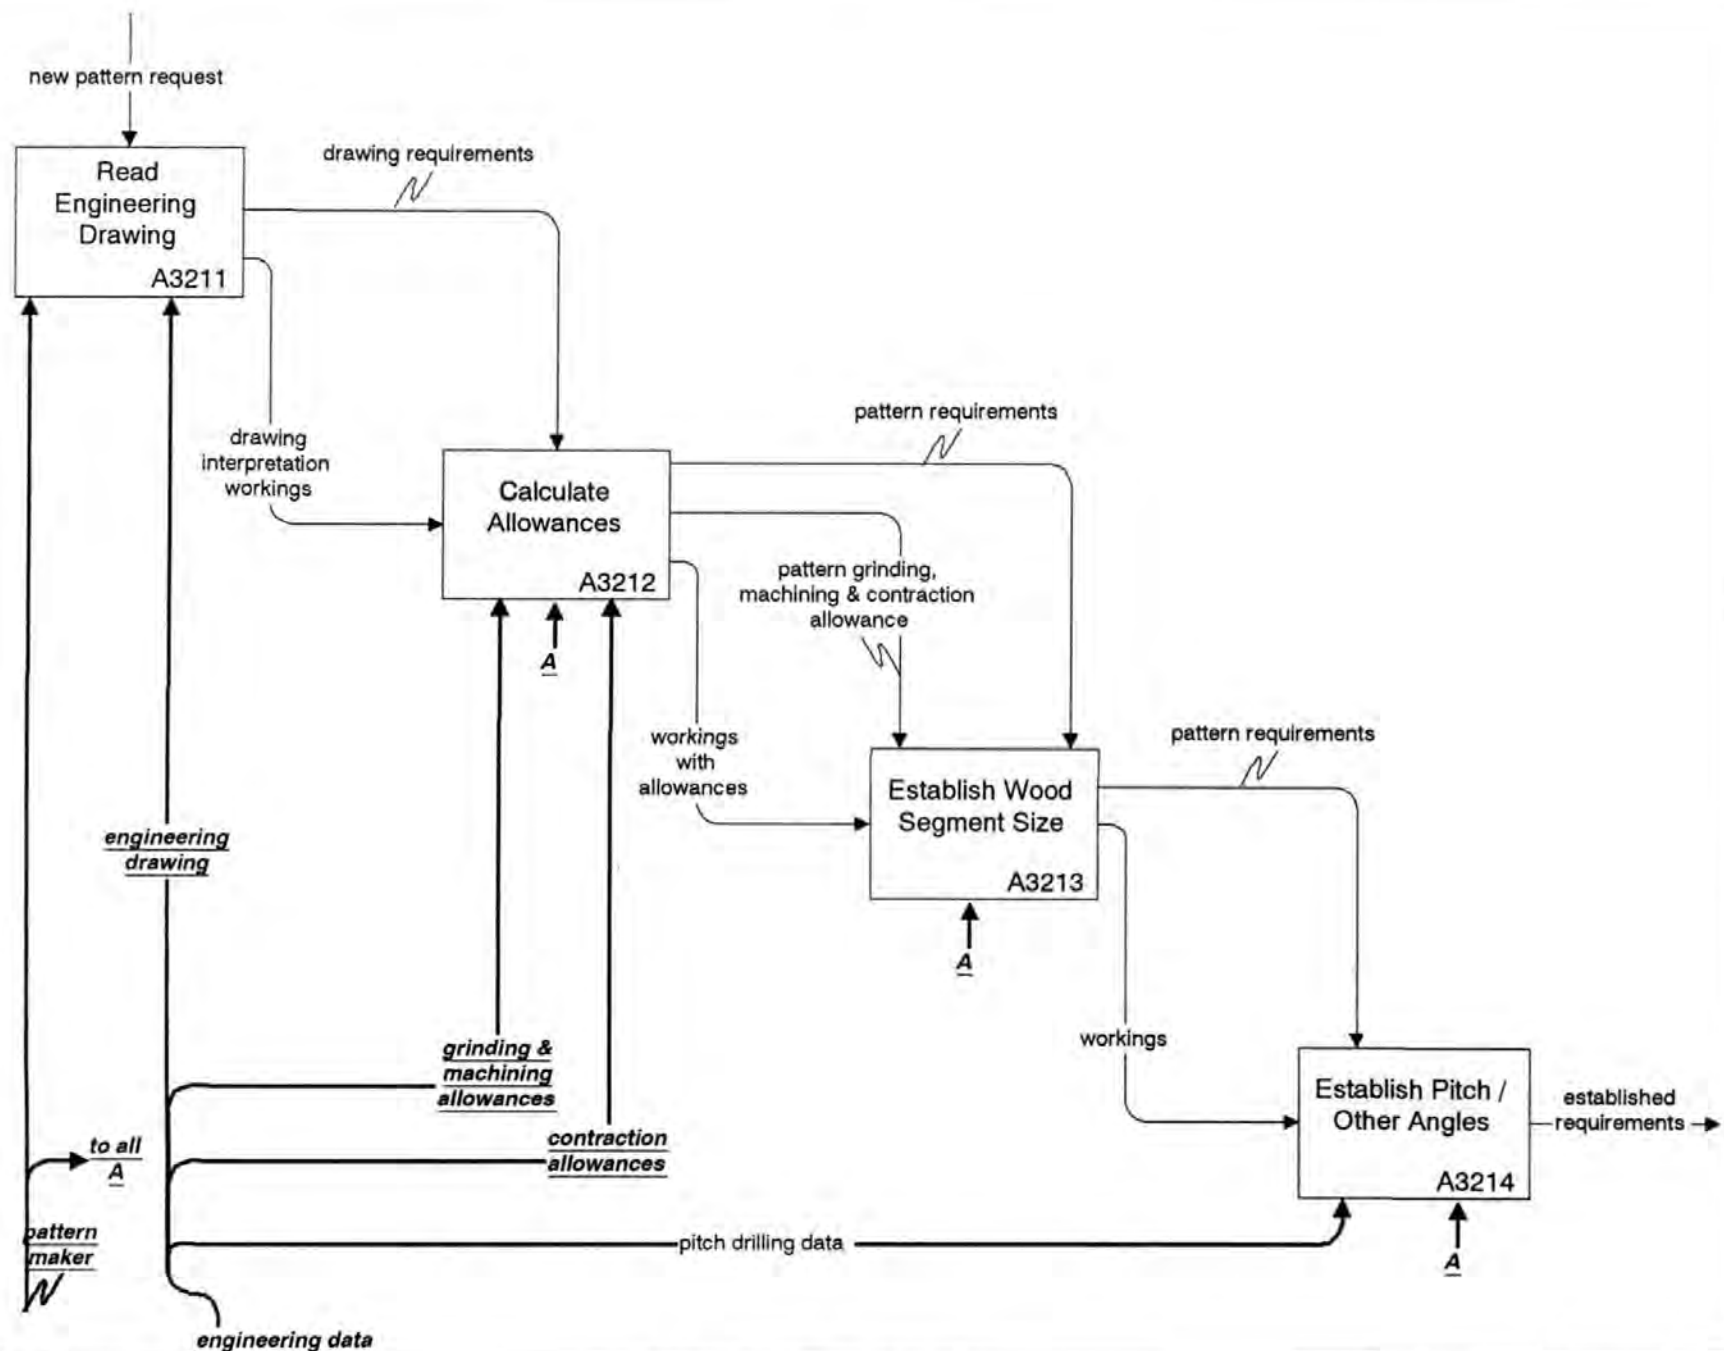 new pattern request
Read
Engineering
Drawing
A3211
drawing requirements
drawing
interpretation
workings
Calculate
Allowances
A3212
A
pattern requirements
pattern grinding,
machining & contraction
allowance
workings
with
allowances
Establish Wood
Segment Size
A3213
A
pattern requirements
workings
Establish Pitch /
Other Angles
A3214
A
established
requirements
engineering
drawing
grinding &
machining
allowances
contraction
allowances
to all
A
pattern
maker
pitch drilling data
engineering data